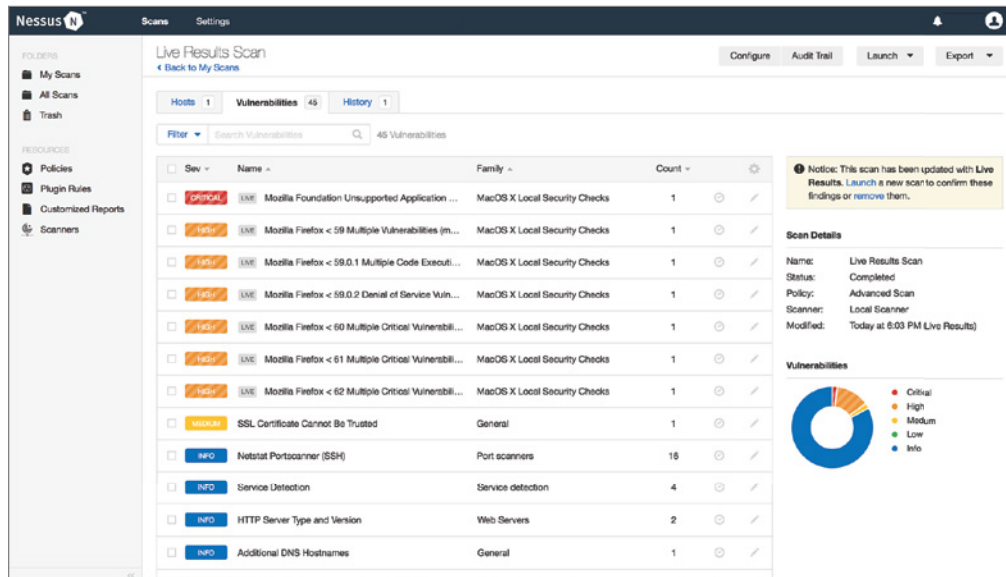 Nessus N
Scans Settings
FOLDERS
My Scans
All Scans
Trash
RESOURCES
Policies
Plugin Rules
Customized Reports
Scanners
Live Results Scan
Back to My Scans
Configure Audit Trail Launch Export
Hosts 1 Vulnerabilities 45 History 1
Filter Search Vulnerabilities 45 Vulnerabilities
Sev Name Family Count
CRITICAL LIVE Mozilla Foundation Unsupported Application ... MacOS X Local Security Checks 1
HIGH LIVE Mozilla Firefox < 59 Multiple Vulnerabilities (m... MacOS X Local Security Checks 1
HIGH LIVE Mozilla Firefox < 59.0.1 Multiple Code Executi... MacOS X Local Security Checks 1
HIGH LIVE Mozilla Firefox < 59.0.2 Denial of Service Vuln... MacOS X Local Security Checks 1
HIGH LIVE Mozilla Firefox < 60 Multiple Critical Vulnerabili... MacOS X Local Security Checks 1
HIGH LIVE Mozilla Firefox < 61 Multiple Critical Vulnerabili... MacOS X Local Security Checks 1
HIGH LIVE Mozilla Firefox < 62 Multiple Critical Vulnerabili... MacOS X Local Security Checks 1
MEDIUM SSL Certificate Cannot Be Trusted General 1
INFO Netstat Portscanner (SSH) Port scanners 16
INFO Service Detection Service detection 4
INFO HTTP Server Type and Version Web Servers 2
INFO Additional DNS Hostnames General 1
Notice: This scan has been updated with Live
Results. Launch a new scan to confirm these
findings or remove them.
Scan Details
Name: Live Results Scan
Status: Completed
Policy: Advanced Scan
Scanner: Local Scanner
Modified: Today at 6:03 PM (Live Results)
Vulnerabilities
Critical
High
Medium
Low
Info